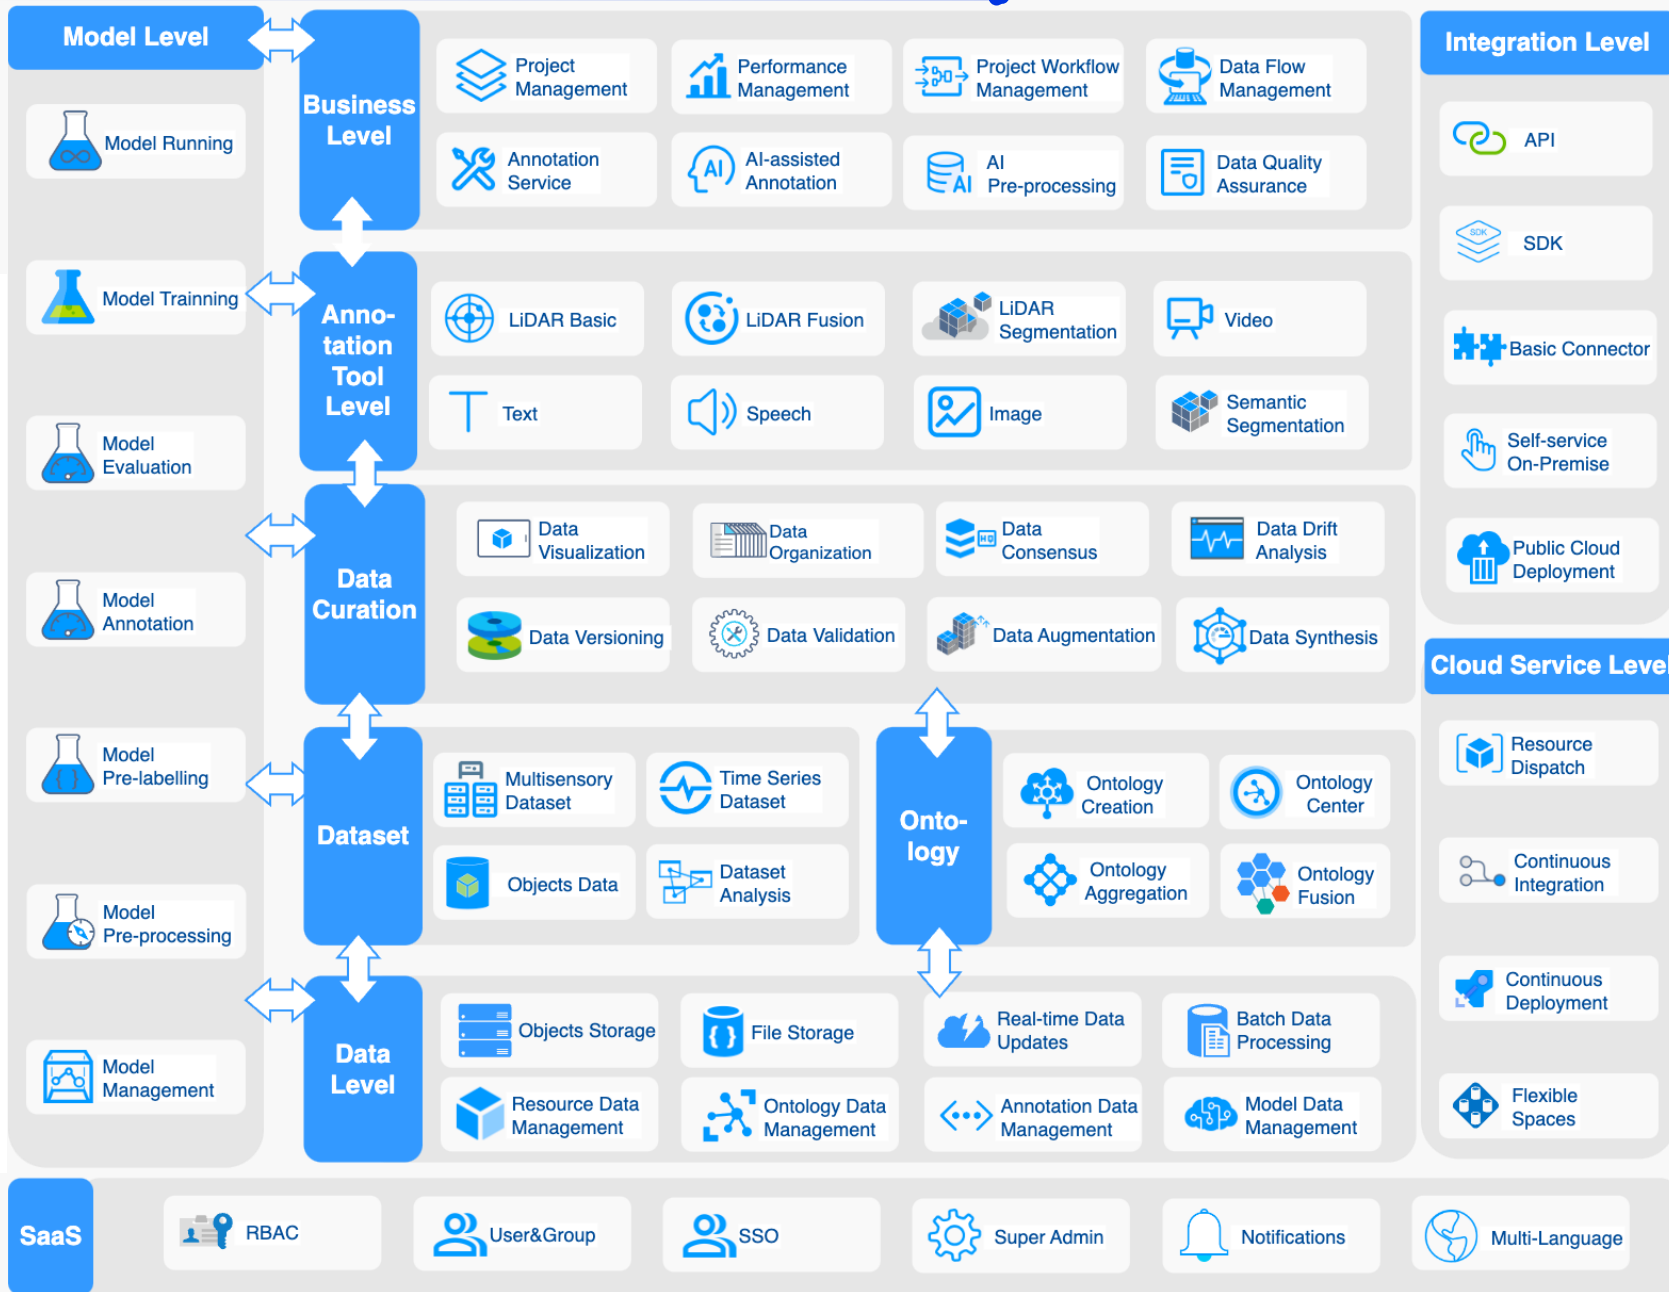 Model Level
Model Running
Model Trainning
Model
Evaluation
Model
Annotation
Model
Pre-labelling
Model
Pre-processing
Model
Management
Business
Level
Project
Management
Performance
Management
Project Workflow
Management
Data Flow
Management
Annotation
Service
AI
AI-assisted
Annotation
AI
AI
Pre-processing
Data Quality
Assurance
Anno-
tation
Tool
Level
LiDAR Basic
LiDAR Fusion
LiDAR
Segmentation
Video
Text
Speech
Image
Semantic
Segmentation
Data
Curation
Data
Visualization
Data
Organization
HQ
Data
Consensus
Data Drift
Analysis
Data Versioning
Data Validation
Data Augmentation
Data Synthesis
Dataset
Multisensory
Dataset
Time Series
Dataset
Objects Data
Dataset
Analysis
Onto-
logy
Ontology
Creation
Ontology
Center
Ontology
Aggregation
Ontology
Fusion
Data
Level
Objects Storage
File Storage
Real-time Data
Updates
Batch Data
Processing
Resource Data
Management
Ontology Data
Management
Annotation Data
Management
Model Data
Management
Integration Level
API
SDK
SDK
Basic Connector
Self-service
On-Premise
Public Cloud
Deployment
Cloud Service Level
Resource
Dispatch
Continuous
Integration
Continuous
Deployment
Flexible
Spaces
SaaS
RBAC
User&Group
SSO
Super Admin
Notifications
Multi-Language